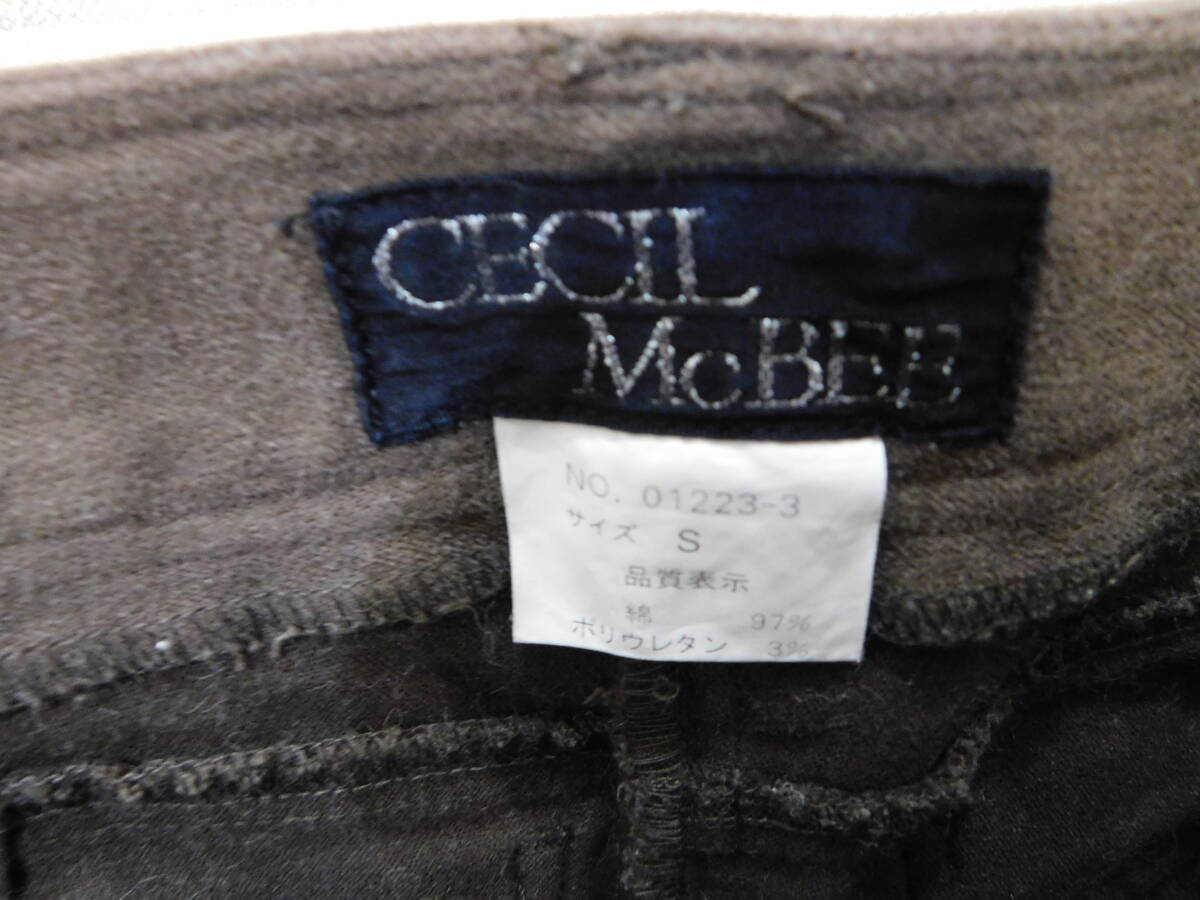 CECIL
McBEE
NO. 01223-3
サイズ S
品質表示
綿 97%
ポリウレタン 3%